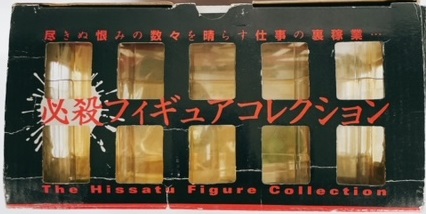 尽きぬ恨みの数々を晴らす仕事の裏稼業…
必殺フィギュアコレクション
The Hissatu Figure Collection